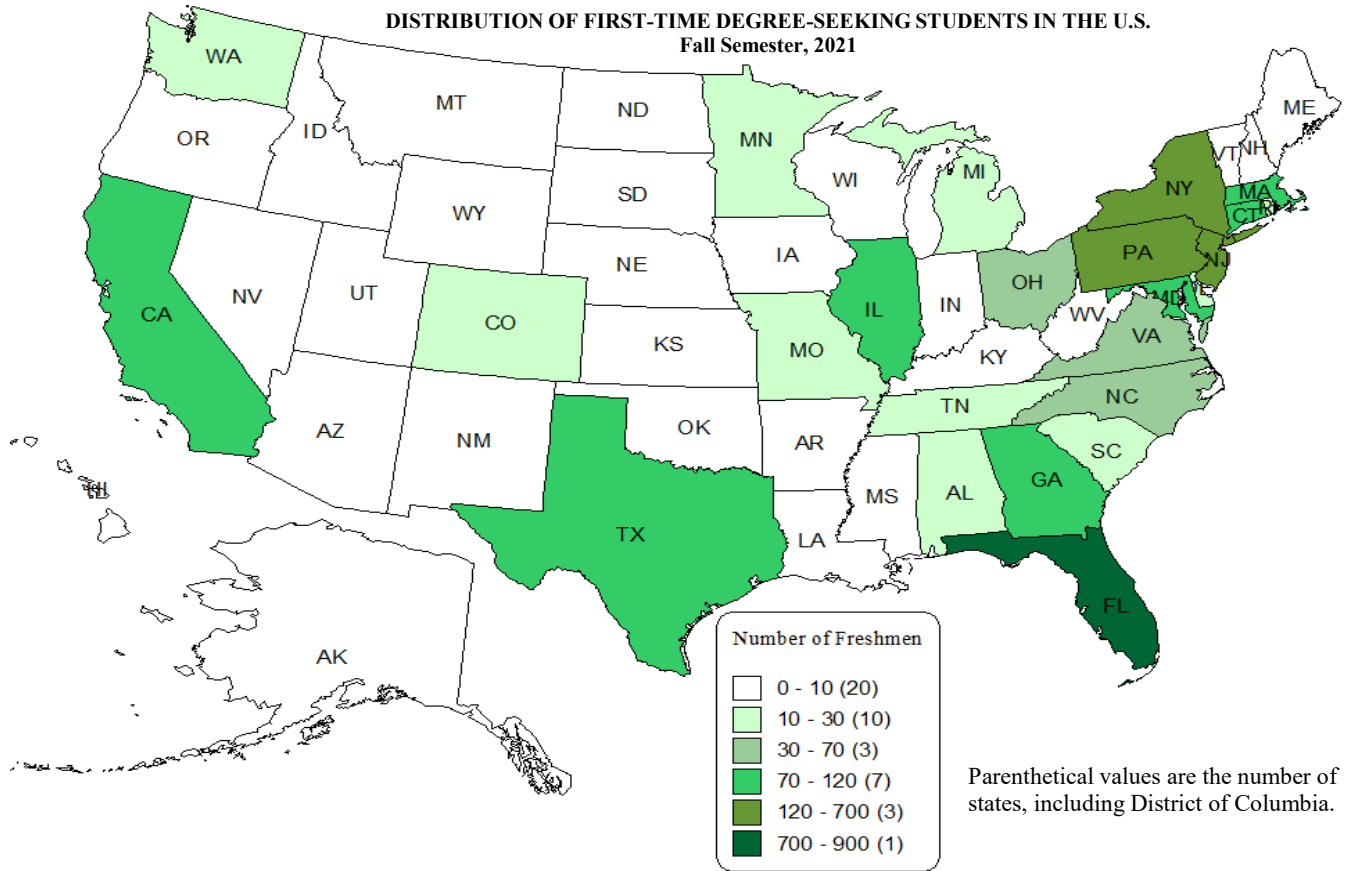 DISTRIBUTION OF FIRST-TIME DEGREE-SEEKING STUDENTS IN THE U.S.
Fall Semester, 2021
WA
MT
ND
MN
ME
OR
ID
SD
WI
MI
VT
NH
NY
MA
CT
WY
IA
NE
PA
NJ
NV
UT
CO
CA
IL
IN
OH
MD
WV
VA
KS
MO
KY
NC
TN
AZ
NM
OK
AR
SC
MS
AL
GA
TX
LA
FL
AK
Number of Freshmen
0 - 10 (20)
10 - 30 (10)
30 - 70 (3)
70 - 120 (7)
120 - 700 (3)
700 - 900 (1)
Parenthetical values are the number of
states, including District of Columbia.